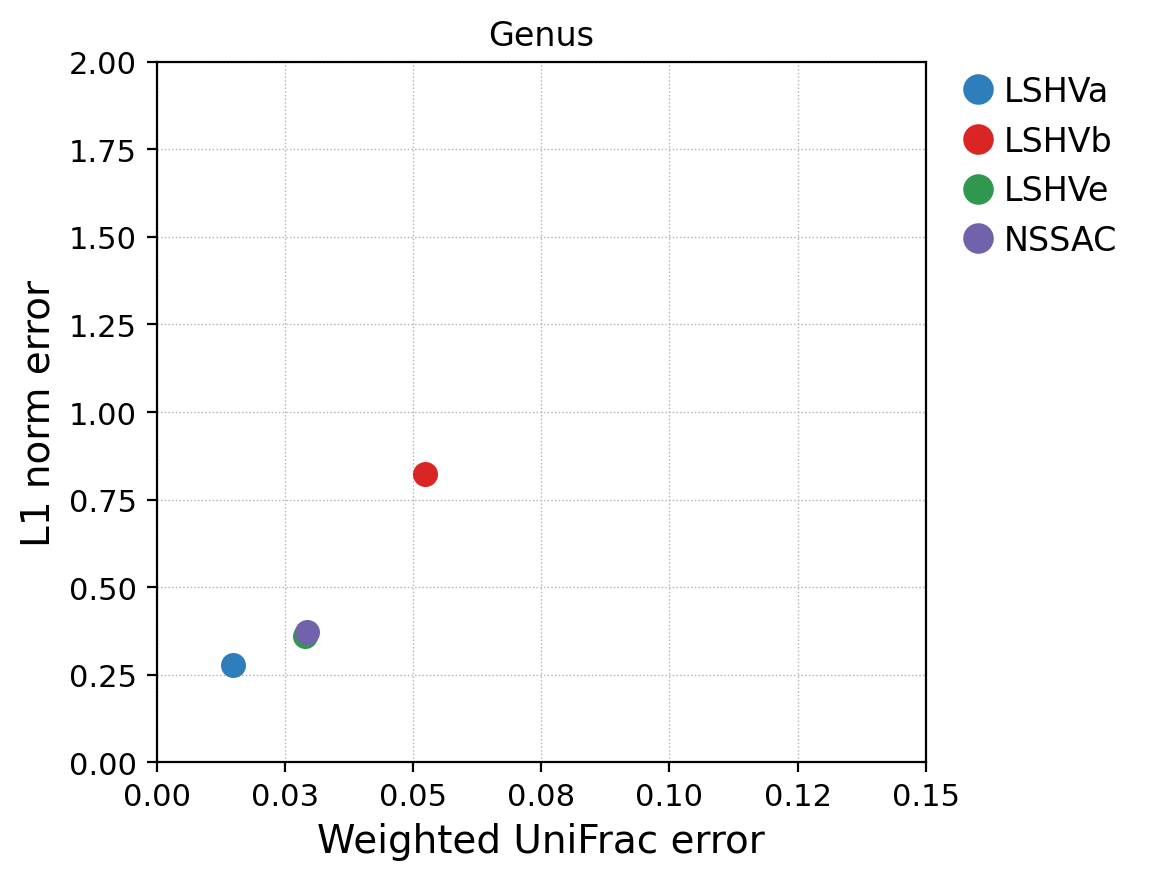 Genus
2.00
1.75
1.50
1.25
1.00
0.75
0.50
0.25
0.00
L1 norm error
0.00 0.03 0.05 0.08 0.10 0.12 0.15
Weighted UniFrac error
LSHVa
LSHVb
LSHVe
NSSAC